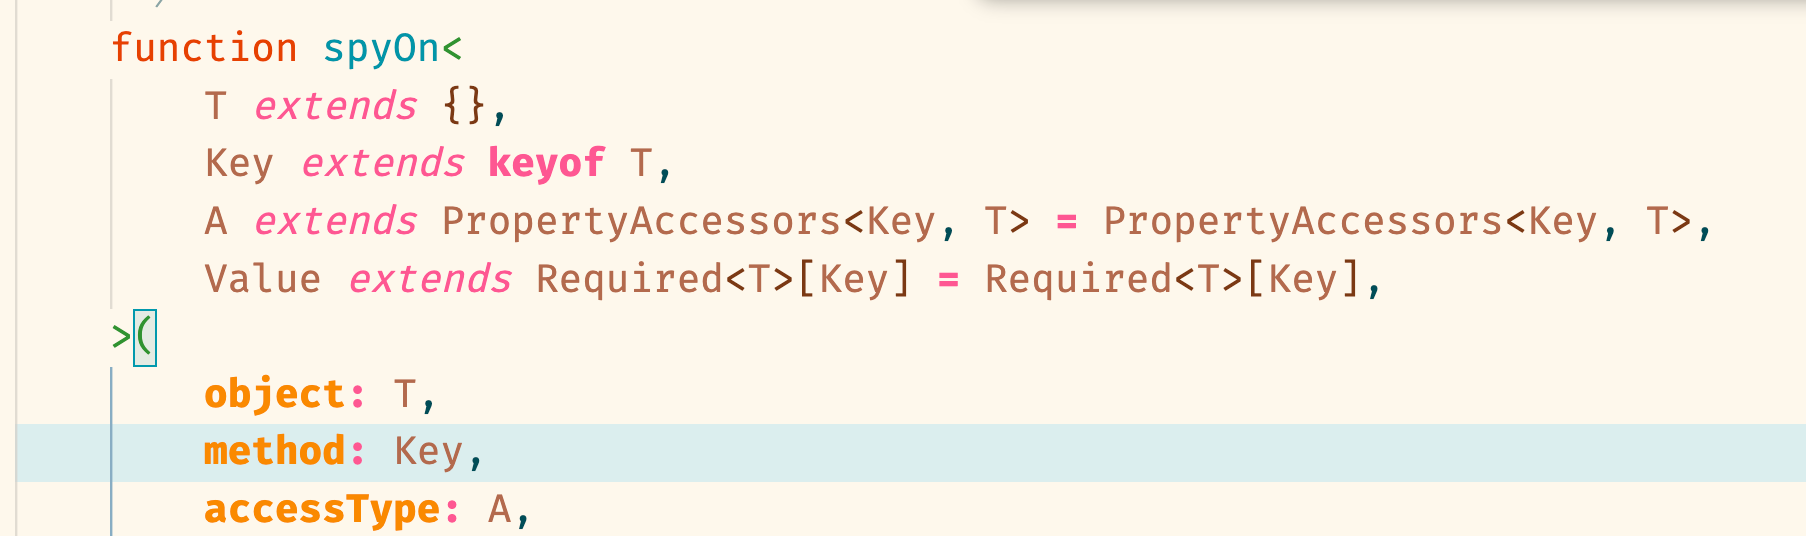 function spyOn<
T extends {},
Key extends keyof T,
A extends PropertyAccessors<Key, T> = PropertyAccessors<Key, T>,
Value extends Required<T>[Key] = Required<T>[Key],
>(
object: T,
method: Key,
accessType: A,